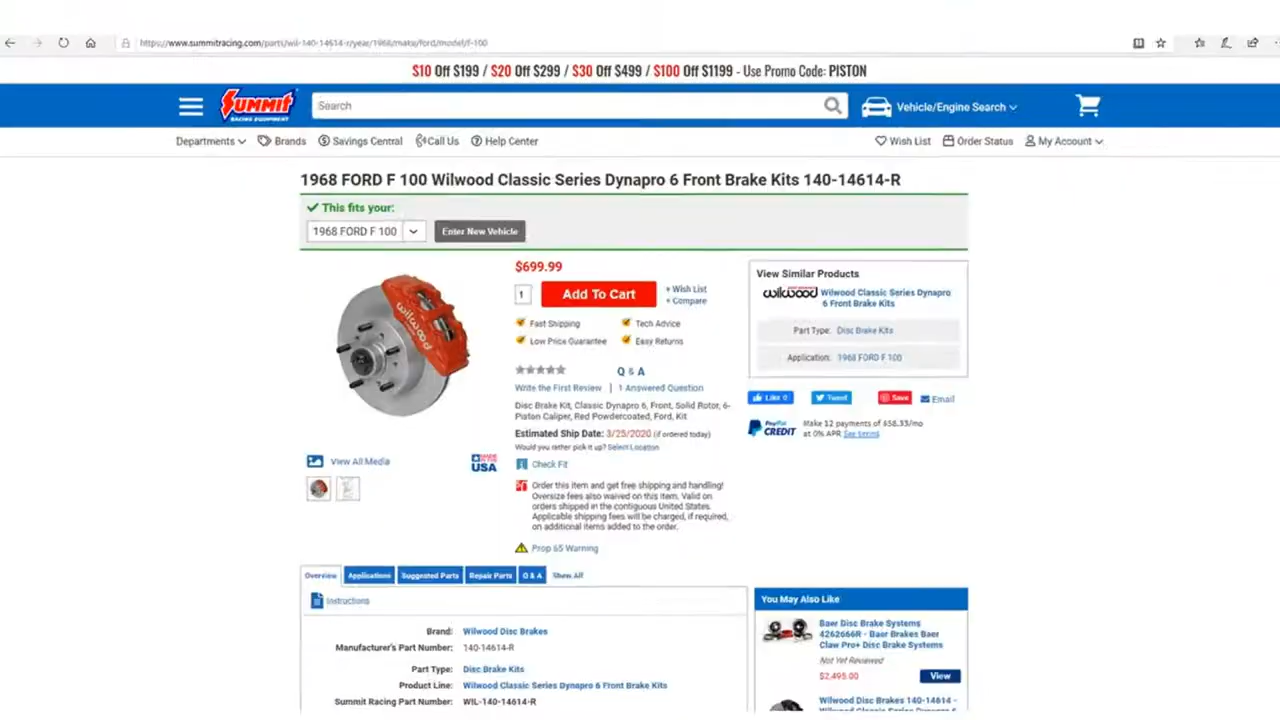 https://www.summitracing.com/parts/wil-140-14614-r/year/1968/make/ford/model/f-100
$10 Off $199 / $20 Off $299 / $30 Off $499 / $100 Off $1199 - Use Promo Code: PISTON
SUMMIT RACING EQUIPMENT
Search
Vehicle/Engine Search
Departments Brands Savings Central Call Us Help Center
Wish List Order Status My Account
1968 FORD F 100 Wilwood Classic Series Dynapro 6 Front Brake Kits 140-14614-R
This fits your:
1968 FORD F 100
Enter New Vehicle
wilwood
View All Media
MADE IN USA
$699.99
1
Add To Cart
+ Wish List
+ Compare
Fast Shipping
Tech Advice
Low Price Guarantee
Easy Returns
Q & A
Write the First Review | 1 Answered Question
Disc Brake Kit, Classic Dynapro 6, Front, Solid Rotor, 6-
Piston Caliper, Red Powdercoated, Ford, Kit
Estimated Ship Date: 3/25/2020 (if ordered today)
Would you rather pick it up? Select Location
Check Fit
Order this item and get free shipping and handling!
Oversize fees also waived on this item. Valid on
orders shipped in the contiguous United States.
Applicable shipping fees will be charged, if required,
on additional items added to the order.
Prop 65 Warning
View Similar Products
wilwood
Wilwood Classic Series Dynapro
6 Front Brake Kits
Part Type: Disc Brake Kits
Application: 1968 FORD F 100
Like 0
Tweet
Save
Email
PayPal CREDIT
Make 12 payments of $58.33/mo
at 0% APR See terms
Overview Applications Suggested Parts Repair Parts Q & A Show All
Instructions
Brand: Wilwood Disc Brakes
Manufacturer's Part Number: 140-14614-R
Part Type: Disc Brake Kits
Product Line: Wilwood Classic Series Dynapro 6 Front Brake Kits
Summit Racing Part Number: WIL-140-14614-R
You May Also Like
Baer Disc Brake Systems
4262666R - Baer Brakes Baer
Claw Pro+ Disc Brake Systems
Not Yet Reviewed
$2,495.00
View
Wilwood Disc Brakes 140-14614 -
Wilwood Classic Series Dynapro 6